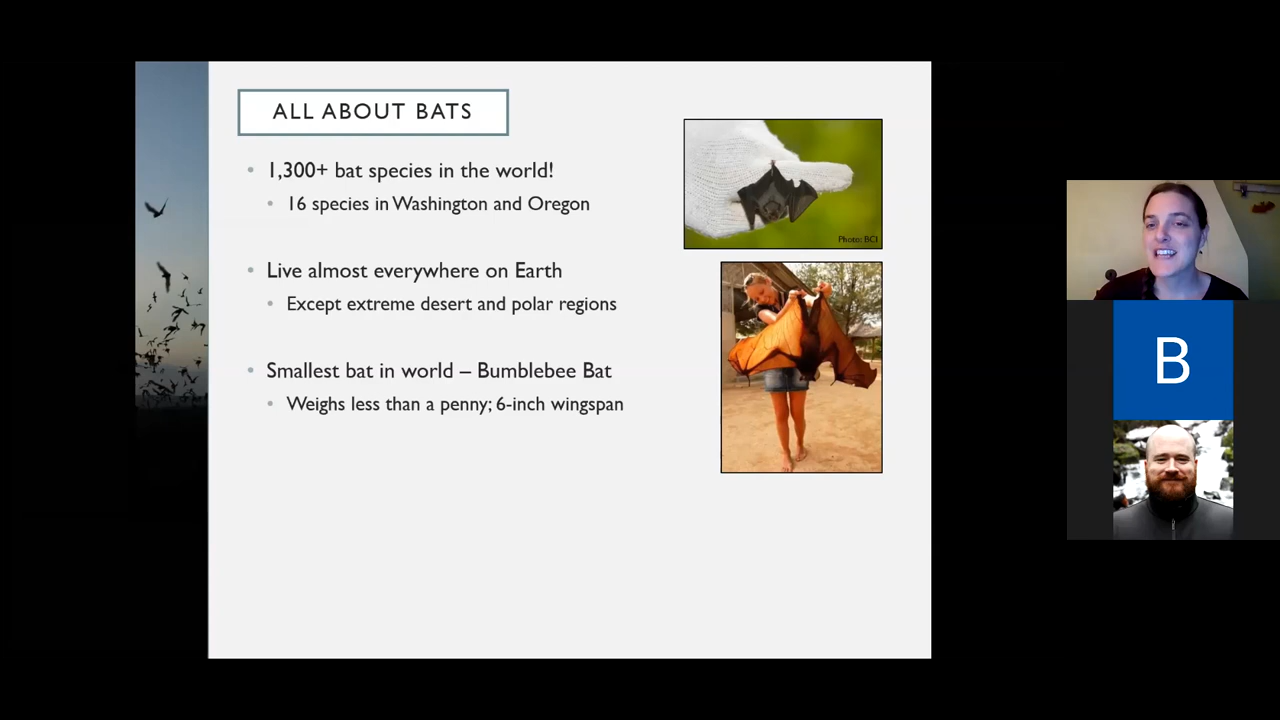 ALL ABOUT BATS
1,300+ bat species in the world!
16 species in Washington and Oregon
Live almost everywhere on Earth
Except extreme desert and polar regions
Smallest bat in world – Bumblebee Bat
Weighs less than a penny; 6-inch wingspan
Photo: BCI
B